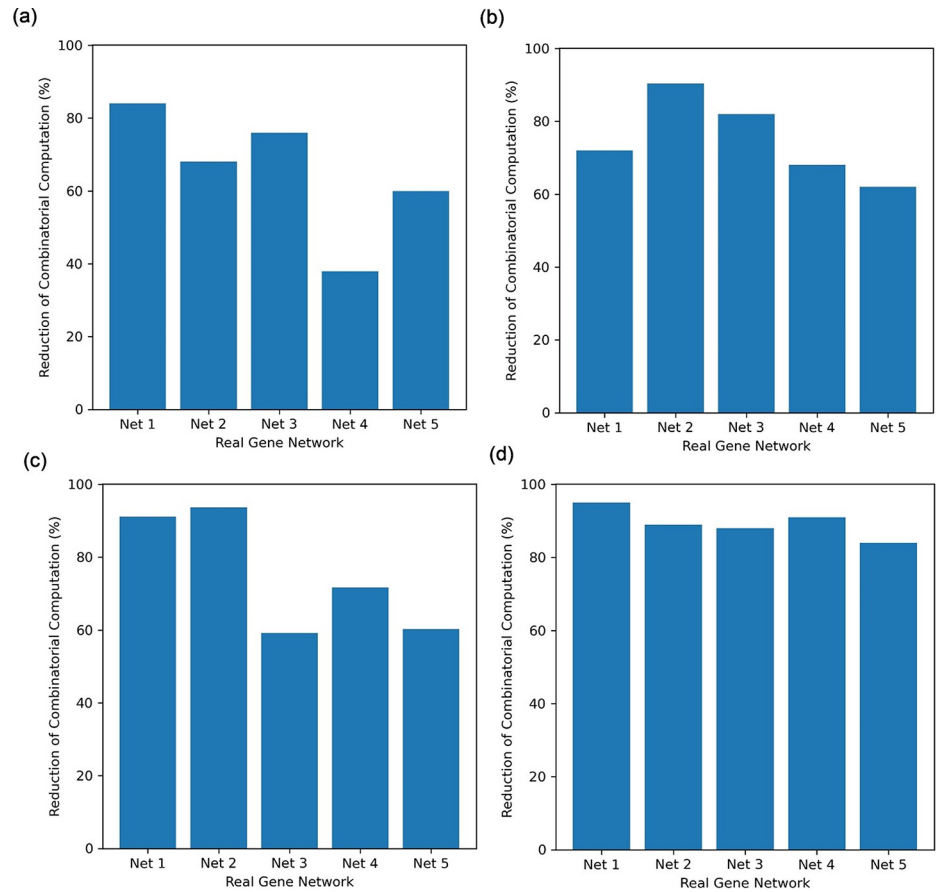 (a)
Reduction of Combinatorial Computation (%)
100
80
60
40
20
0
Net 1 Net 2 Net 3 Net 4 Net 5
Real Gene Network
(b)
Reduction of Combinatorial Computation (%)
100
80
60
40
20
0
Net 1 Net 2 Net 3 Net 4 Net 5
Real Gene Network
(c)
Reduction of Combinatorial Computation (%)
100
80
60
40
20
0
Net 1 Net 2 Net 3 Net 4 Net 5
Real Gene Network
(d)
Reduction of Combinatorial Computation (%)
100
80
60
40
20
0
Net 1 Net 2 Net 3 Net 4 Net 5
Real Gene Network